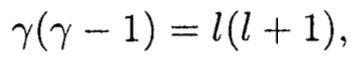 γ(γ − 1) = l(l + 1),